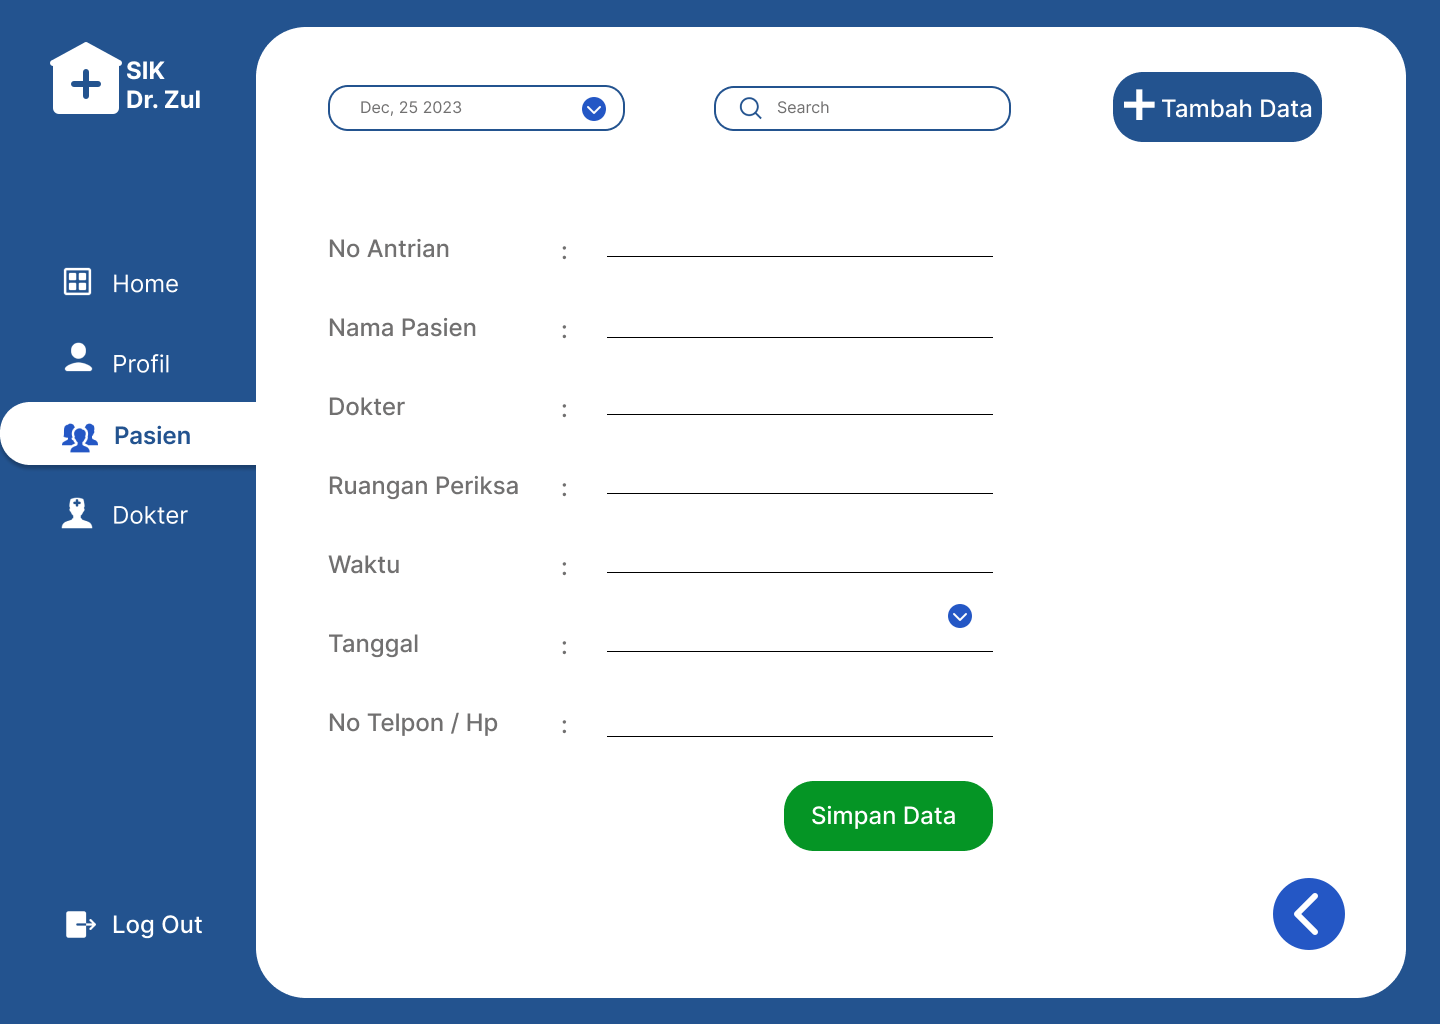 SIK
Dr. Zul
Dec, 25 2023
Search
Tambah Data
Home
Profil
Pasien
Dokter
Log Out
No Antrian :
Nama Pasien :
Dokter :
Ruangan Periksa :
Waktu :
Tanggal :
No Telpon / Hp :
Simpan Data